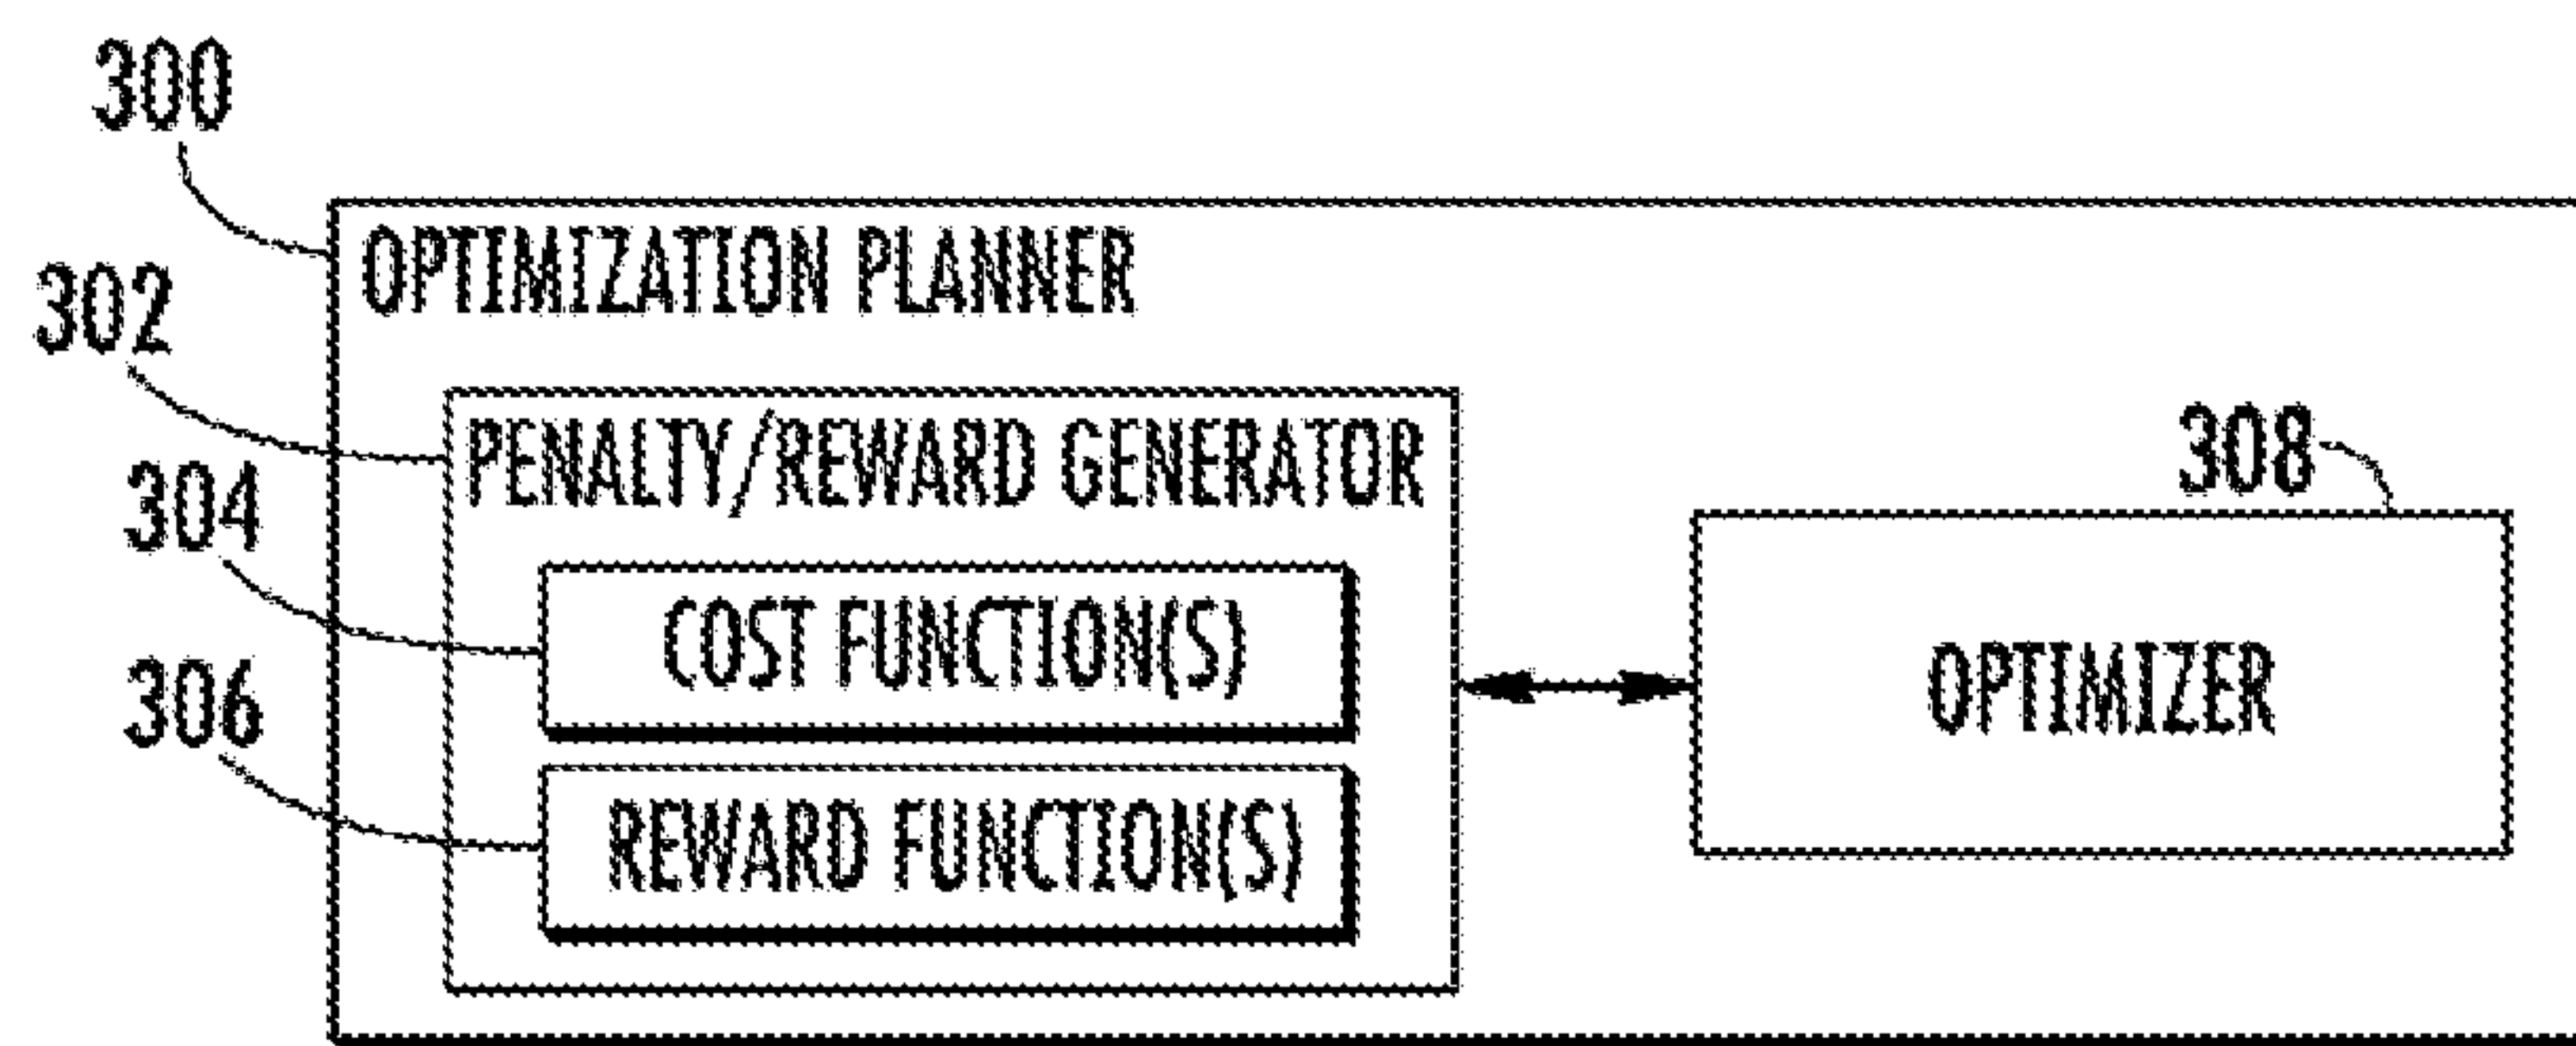 300
OPTIMIZATION PLANNER
302
PENALTY/REWARD GENERATOR
304
COST FUNCTION(S)
306
REWARD FUNCTION(S)
308
OPTIMIZER